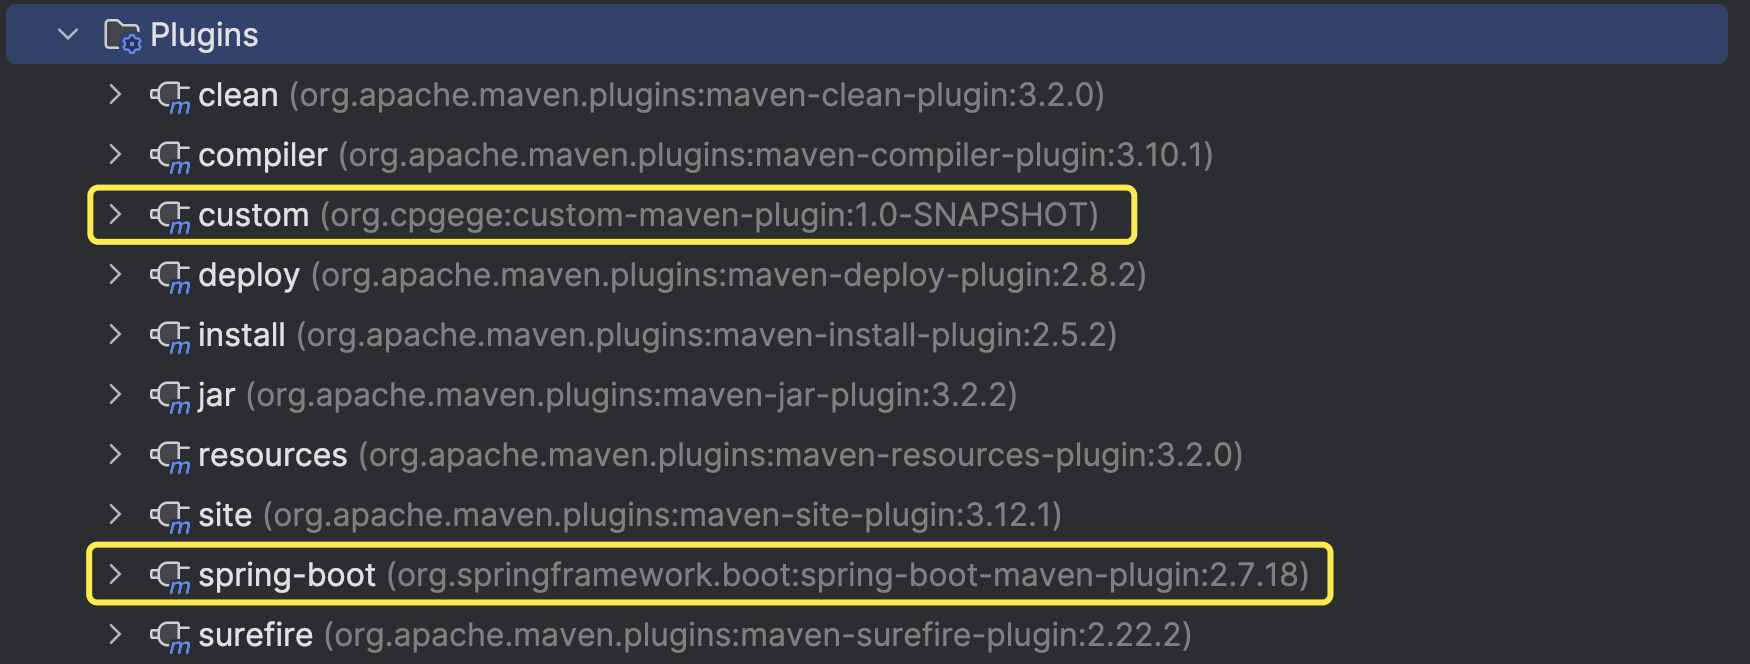 Plugins
clean (org.apache.maven.plugins:maven-clean-plugin:3.2.0)
compiler (org.apache.maven.plugins:maven-compiler-plugin:3.10.1)
custom (org.cpgege:custom-maven-plugin:1.0-SNAPSHOT)
deploy (org.apache.maven.plugins:maven-deploy-plugin:2.8.2)
install (org.apache.maven.plugins:maven-install-plugin:2.5.2)
jar (org.apache.maven.plugins:maven-jar-plugin:3.2.2)
resources (org.apache.maven.plugins:maven-resources-plugin:3.2.0)
site (org.apache.maven.plugins:maven-site-plugin:3.12.1)
spring-boot (org.springframework.boot:spring-boot-maven-plugin:2.7.18)
surefire (org.apache.maven.plugins:maven-surefire-plugin:2.22.2)